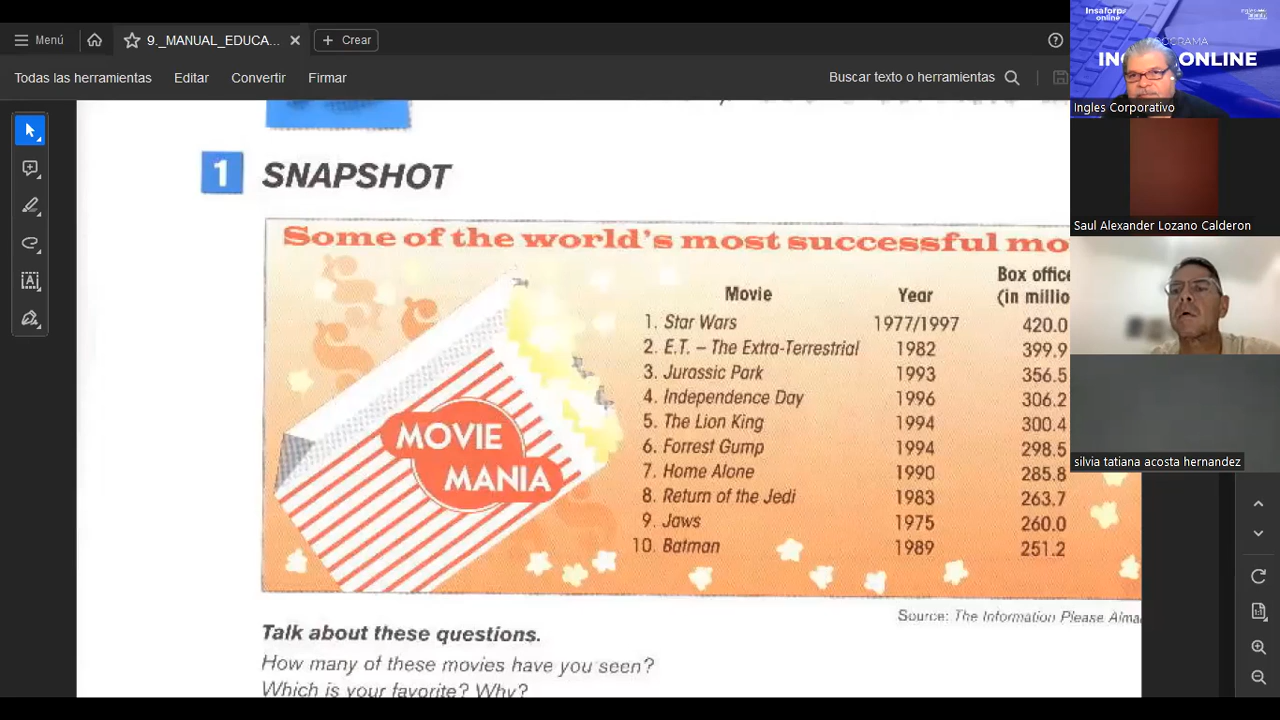 Menú
9._MANUAL_EDUCA...
Crear
Todas las herramientas
Editar
Convertir
Firmar
Buscar texto o herramientas
Insaforp
online
PROGRAMA
ONLINE
Ingles Corporativo
Saul Alexander Lozano Calderon
silvia tatiana acosta hernandez
1 SNAPSHOT
Some of the world's most successful mo
MOVIE
MANIA
Movie Year Box office (in millio
1. Star Wars 1977/1997 420.0
2. E.T. – The Extra-Terrestrial 1982 399.9
3. Jurassic Park 1993 356.5
4. Independence Day 1996 306.2
5. The Lion King 1994 300.4
6. Forrest Gump 1994 298.5
7. Home Alone 1990 285.8
8. Return of the Jedi 1983 263.7
9. Jaws 1975 260.0
10. Batman 1989 251.2
Source: The Information Please Alma
Talk about these questions.
How many of these movies have you seen?
Which is your favorite? Why?